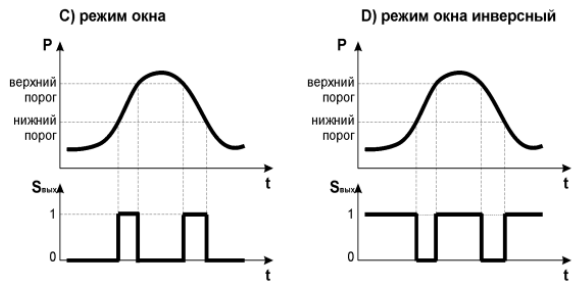 C) режим окна
P
верхний
порог
нижний
порог
t
Sвых
1
0
t
D) режим окна инверсный
P
верхний
порог
нижний
порог
t
Sвых
1
0
t